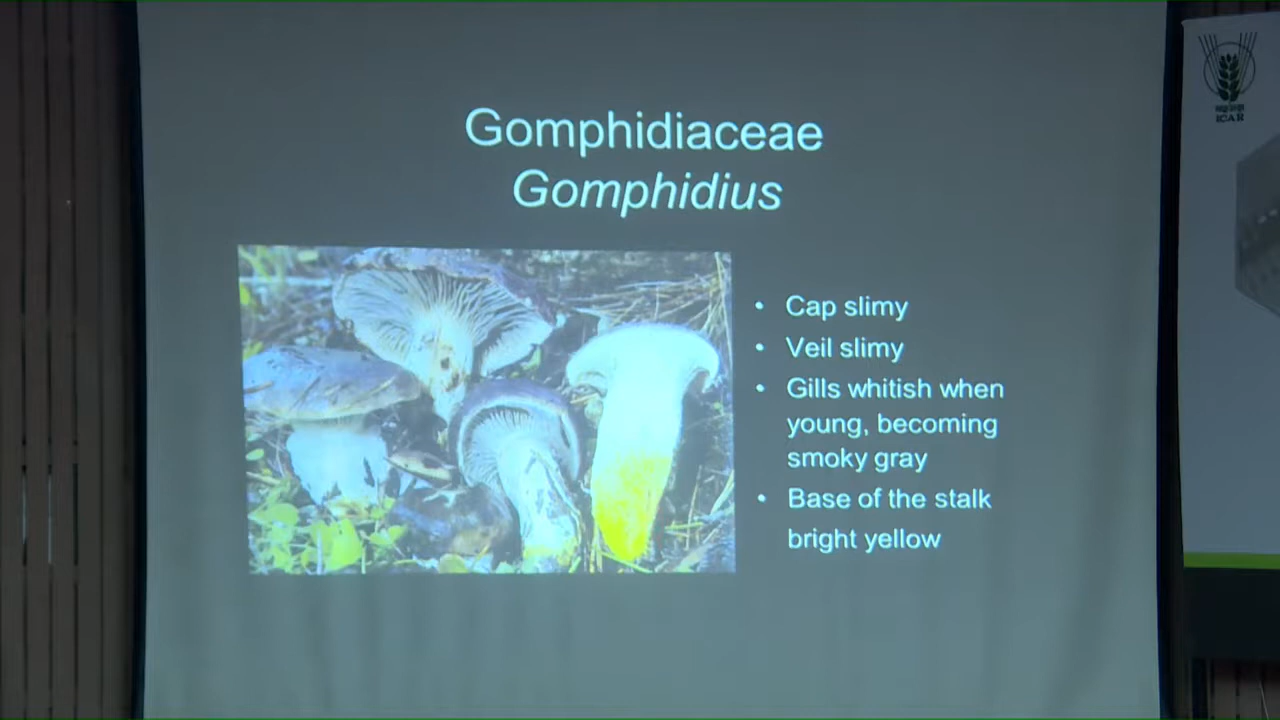 Gomphidiaceae
Gomphidius
• Cap slimy
• Veil slimy
• Gills whitish when
young, becoming
smoky gray
• Base of the stalk
bright yellow
ICAR